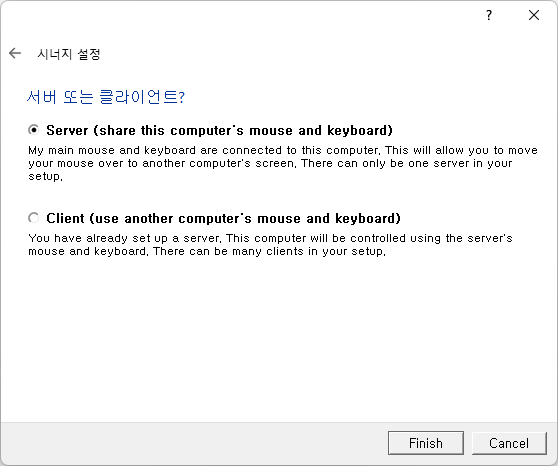 ?
시너지 설정
서버 또는 클라이언트?
Server (share this computer's mouse and keyboard)
My main mouse and keyboard are connected to this computer. This will allow you to move
your mouse over to another computer's screen. There can only be one server in your
setup.
Client (use another computer's mouse and keyboard)
You have already set up a server. This computer will be controlled using the server's
mouse and keyboard. There can be many clients in your setup.
Finish
Cancel